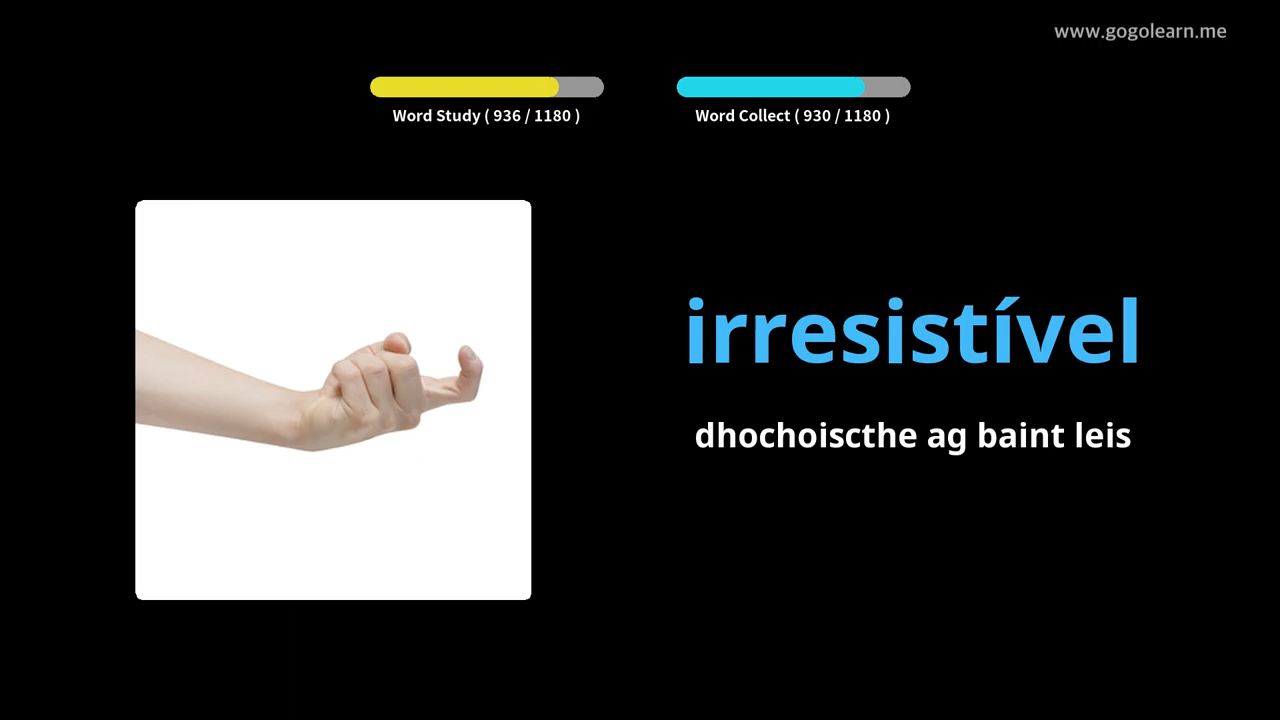 www.gogolearn.me
Word Study ( 936 / 1180 )
Word Collect ( 930 / 1180 )
irresistível
dhochoiscthe ag baint leis